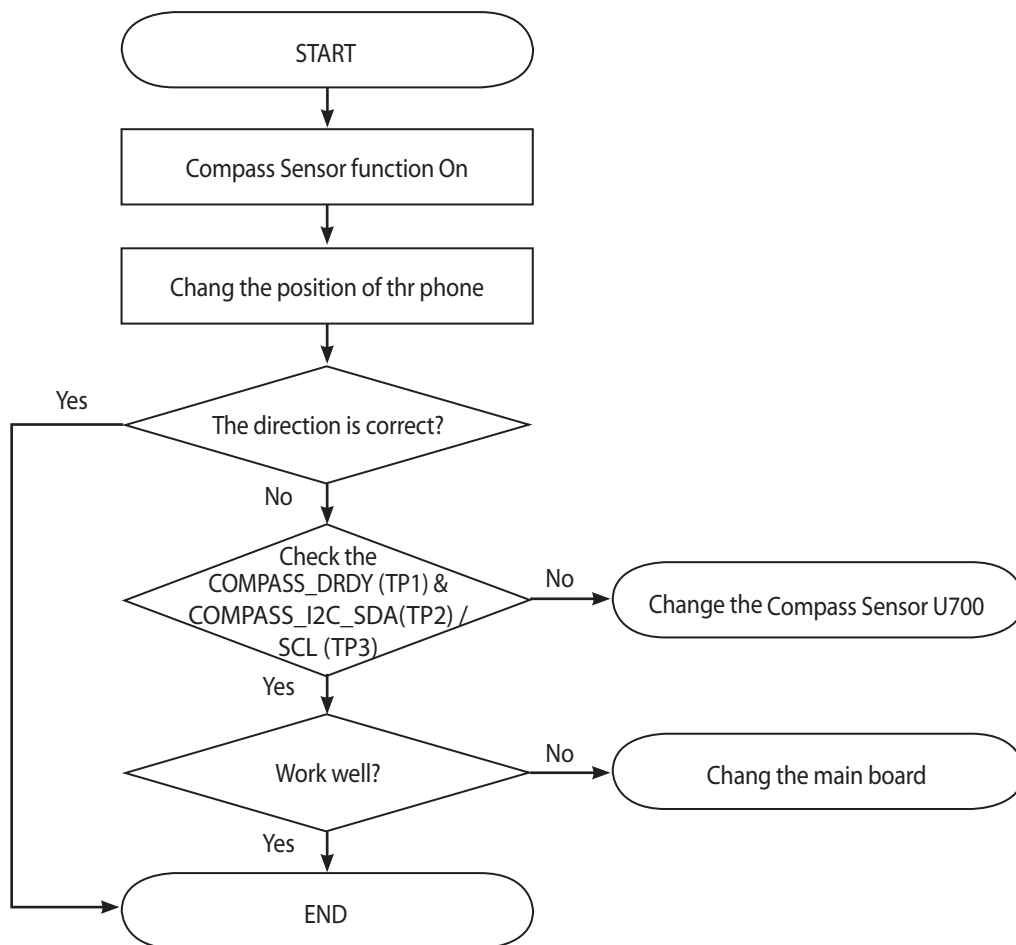 START
Compass Sensor function On
Chang the position of thr phone
Yes
The direction is correct?
No
Check the
COMPASS_DRDY (TP1) &
COMPASS_I2C_SDA(TP2) /
SCL (TP3)
No
Change the Compass Sensor U700
Yes
Work well?
No
Chang the main board
Yes
END